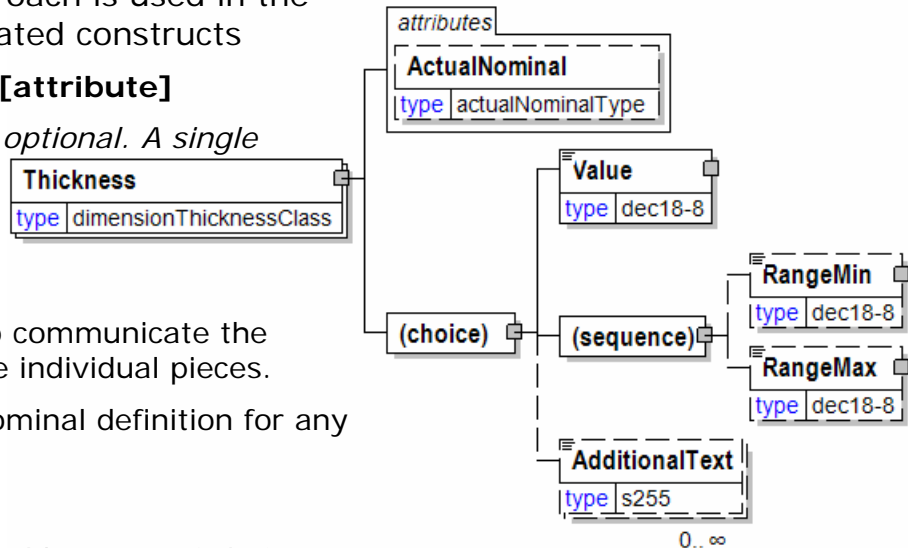 oach is used in the
ated constructs
[attribute]
optional. A single
attributes
ActualNominal
type actualNominalType
Thickness
type dimensionThicknessClass
Value
type dec18-8
(choice)
(sequence)
RangeMin
type dec18-8
RangeMax
type dec18-8
AdditionalText
type s255
0.. ∞
communicate the
individual pieces.
ominal definition for any